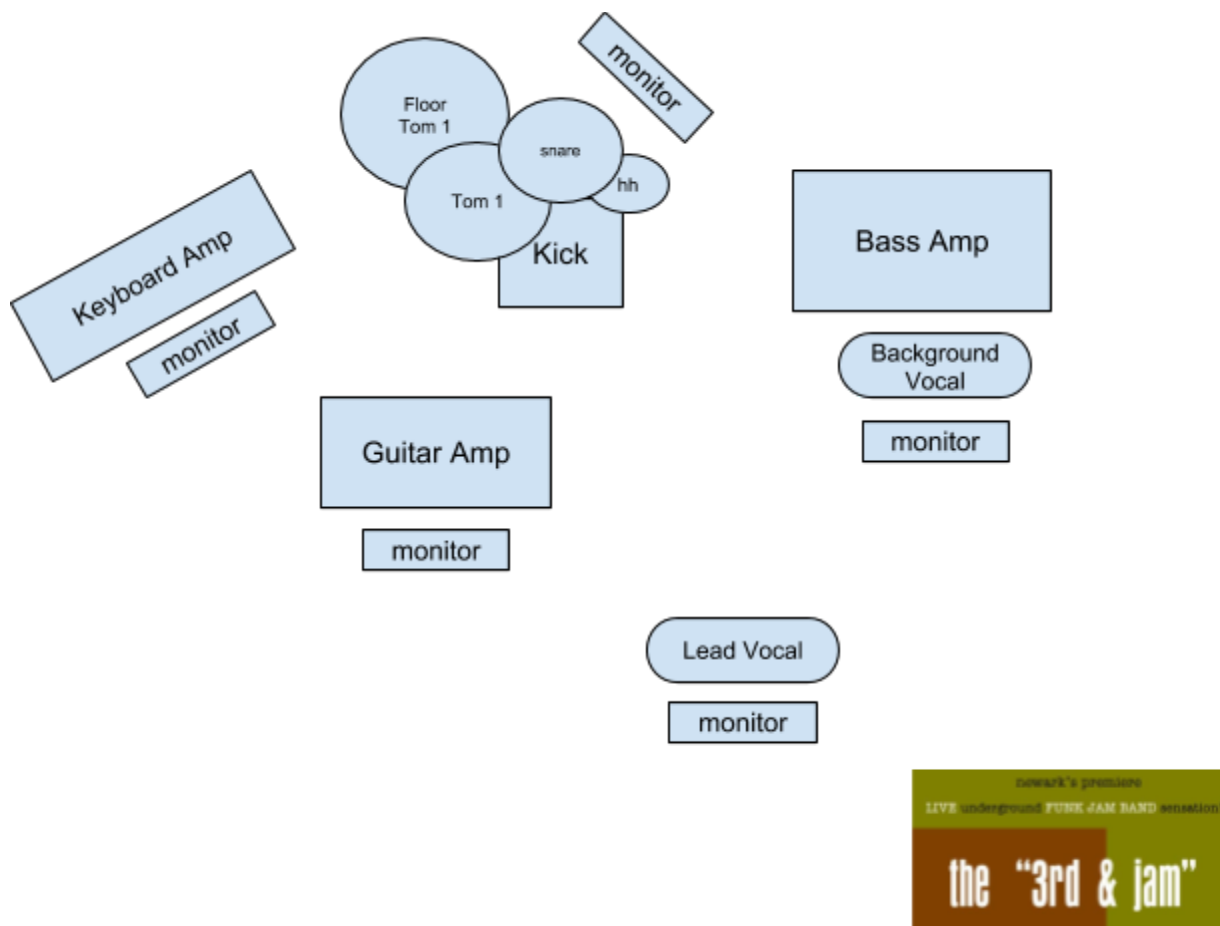 monitor
Floor
Tom 1
snare
hh
Tom 1
Kick
Keyboard Amp
monitor
Bass Amp
Background
Vocal
monitor
Guitar Amp
monitor
Lead Vocal
monitor
newark's premiere
LIVE underground FUNK JAM BAND sensation
the "3rd & jam"